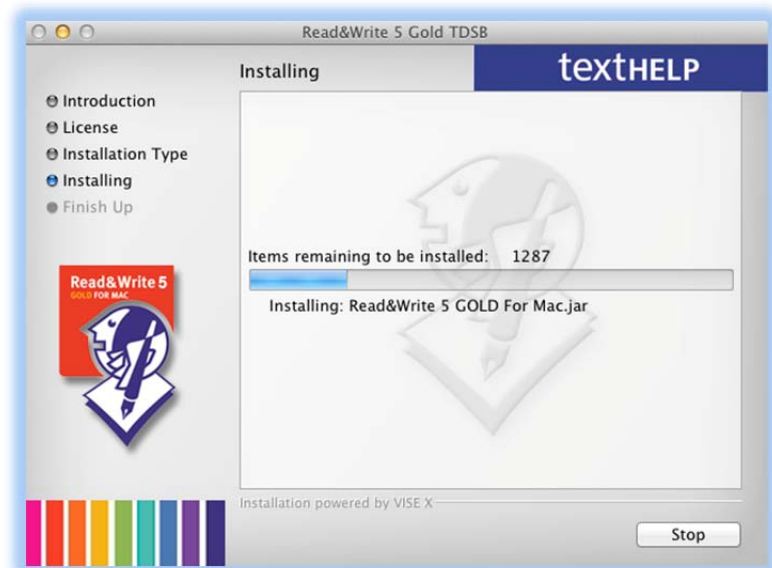 Read&Write 5 Gold TDSB
Installing
textHELP
Introduction
License
Installation Type
Installing
Finish Up
Read&Write 5
GOLD FOR MAC
Items remaining to be installed: 1287
Installing: Read&Write 5 GOLD For Mac.jar
Installation powered by VISE X
Stop